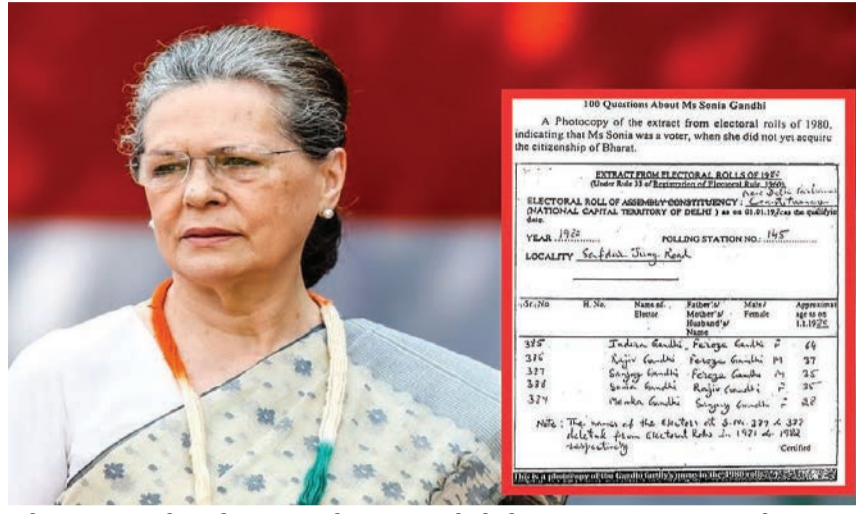 100 Questions About Ms Sonia Gandhi
A Photocopy of the extract from electoral rolls of 1980,
indicating that Ms Sonia was a voter, when she did not yet acquire
the citizenship of Bharat.
EXTRACT FROM ELECTORAL ROLLS OF 1980
(Under Rule 33 of Registration of Electoral Rule, 1960)
New Delhi Parliamentary
ELECTORAL ROLL OF ASSEMBLY CONSTITUENCY : Constituency
(NATIONAL CAPITAL TERRITORY OF DELHI ) as on 01.01.1980 as the qualifying
date.
YEAR 1980 POLLING STATION NO.: 145
LOCALITY Safdar Jung Road
Sr. No H. No. Name of Father's/ Male/ Approximat
Elector Mother's/ Female age as on
Husband's/ 1.1.1980
Name
385 Indira Gandhi Feroze Gandhi F 64
386 Rajiv Gandhi Feroze Gandhi M 37
387 Sanjay Gandhi Feroze Gandhi M 35
388 Sonia Gandhi Rajiv Gandhi F 35
389 Menka Gandhi Sanjay Gandhi F 28
Note : The names of the Electors at S.No. 387 & 388
deleted from Electoral Rolls in 1981 & 1982
respectively
Certified
This is a photocopy of the Gandhi family's name in the 1980 rolls